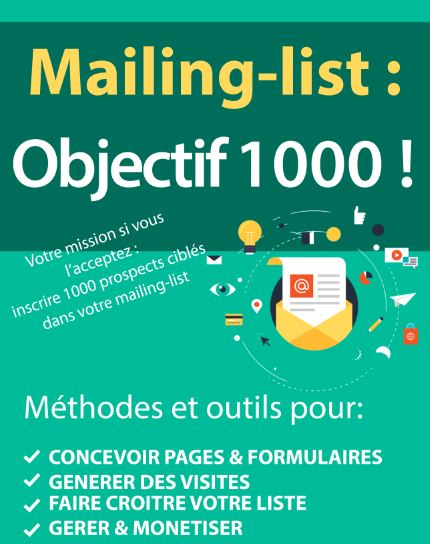 Mailing-list :
Objectif 1000 !
Votre mission si vous
l'acceptez :
inscrire 1000 prospects ciblés
dans votre mailing-list
@
Méthodes et outils pour:
CONCEVOIR PAGES & FORMULAIRES
GENERER DES VISITES
FAIRE CROITRE VOTRE LISTE
GERER & MONETISER